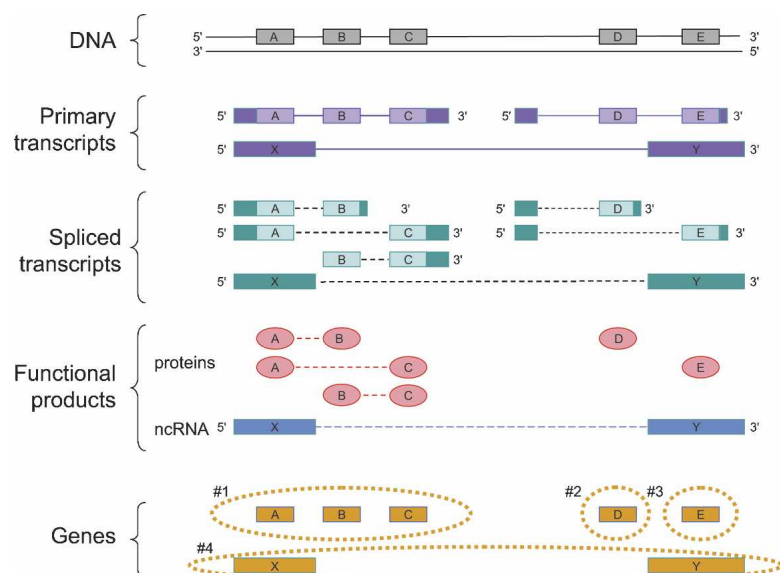 DNA
5' A B C D E 3'
3' 5'
Primary transcripts
5' A B C 3' 5' D E 3'
5' X Y 3'
Spliced transcripts
5' A B 3' 5' D 3'
5' A C 3' 5' E 3'
B C 3'
5' X Y 3'
Functional products
proteins
A B D
A C E
B C
ncRNA 5' X Y 3'
Genes
#1 #2 #3
A B C D E
#4
X Y